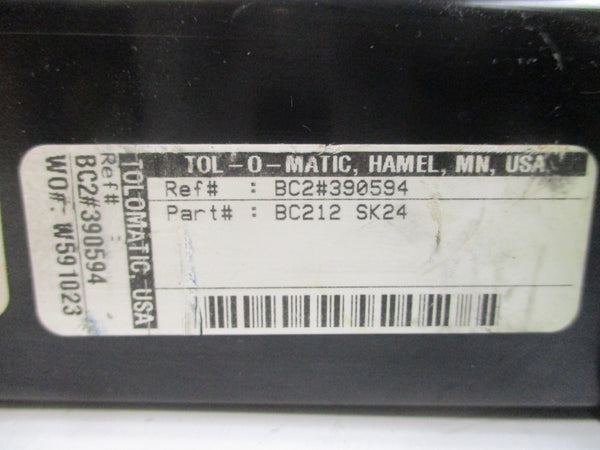 TOL-O-MATIC, HAMEL, MN, USA
Ref# : BC2#390594
Part# : BC212 SK24
TOLOMATIC, USA
Ref# :
BC2#390594
WO#: W591023